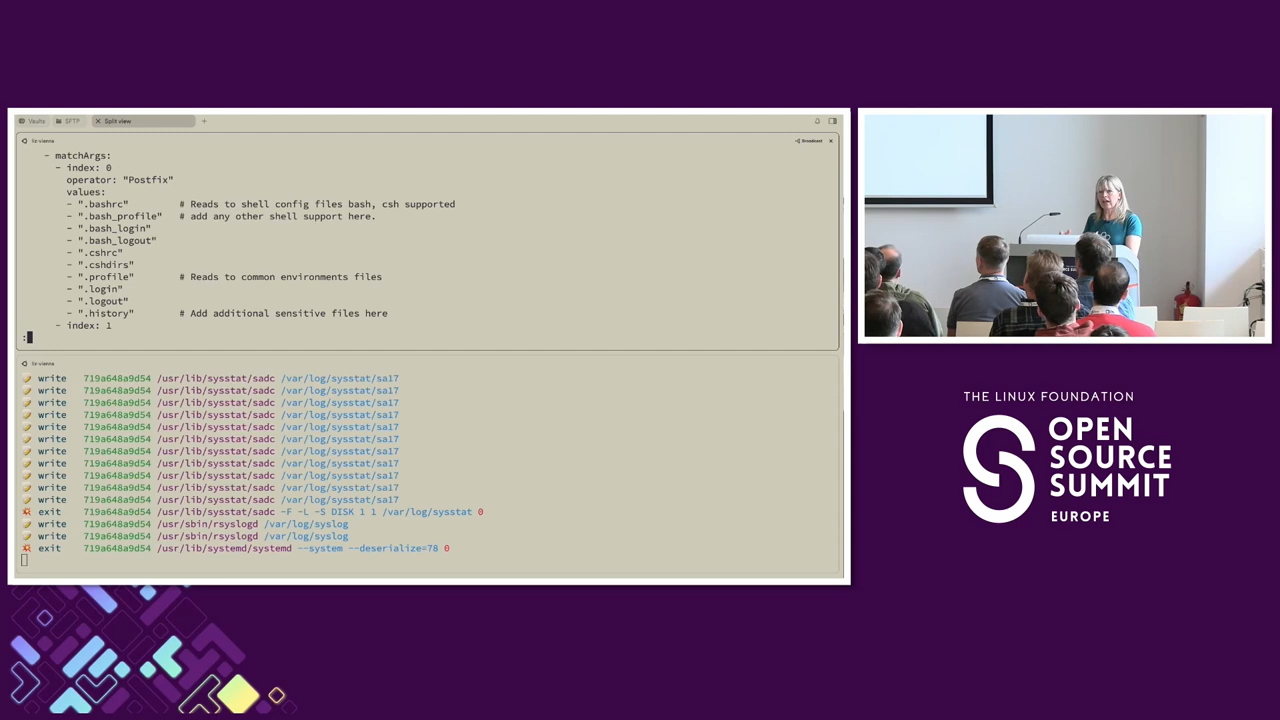 Vaults SFTP Split view
liz-vienna Broadcast
- matchArgs:
- index: 0
operator: "Postfix"
values:
- ".bashrc" # Reads to shell config files bash, csh supported
- ".bash_profile" # add any other shell support here.
- ".bash_login"
- ".bash_logout"
- ".cshrc"
- ".cshdirs"
- ".profile" # Reads to common environments files
- ".login"
- ".logout"
- ".history" # Add additional sensitive files here
- index: 1
:
liz-vienna
write 719a648a9d54 /usr/lib/sysstat/sadc /var/log/sysstat/sa17
write 719a648a9d54 /usr/lib/sysstat/sadc /var/log/sysstat/sa17
write 719a648a9d54 /usr/lib/sysstat/sadc /var/log/sysstat/sa17
write 719a648a9d54 /usr/lib/sysstat/sadc /var/log/sysstat/sa17
write 719a648a9d54 /usr/lib/sysstat/sadc /var/log/sysstat/sa17
write 719a648a9d54 /usr/lib/sysstat/sadc /var/log/sysstat/sa17
write 719a648a9d54 /usr/lib/sysstat/sadc /var/log/sysstat/sa17
write 719a648a9d54 /usr/lib/sysstat/sadc /var/log/sysstat/sa17
write 719a648a9d54 /usr/lib/sysstat/sadc /var/log/sysstat/sa17
write 719a648a9d54 /usr/lib/sysstat/sadc /var/log/sysstat/sa17
write 719a648a9d54 /usr/lib/sysstat/sadc /var/log/sysstat/sa17
exit 719a648a9d54 /usr/lib/sysstat/sadc -F -L -S DISK 1 1 /var/log/sysstat 0
write 719a648a9d54 /usr/sbin/rsyslogd /var/log/syslog
write 719a648a9d54 /usr/sbin/rsyslogd /var/log/syslog
exit 719a648a9d54 /usr/lib/systemd/systemd --system --deserialize=78 0
THE LINUX FOUNDATION
OPEN
SOURCE
SUMMIT
EUROPE